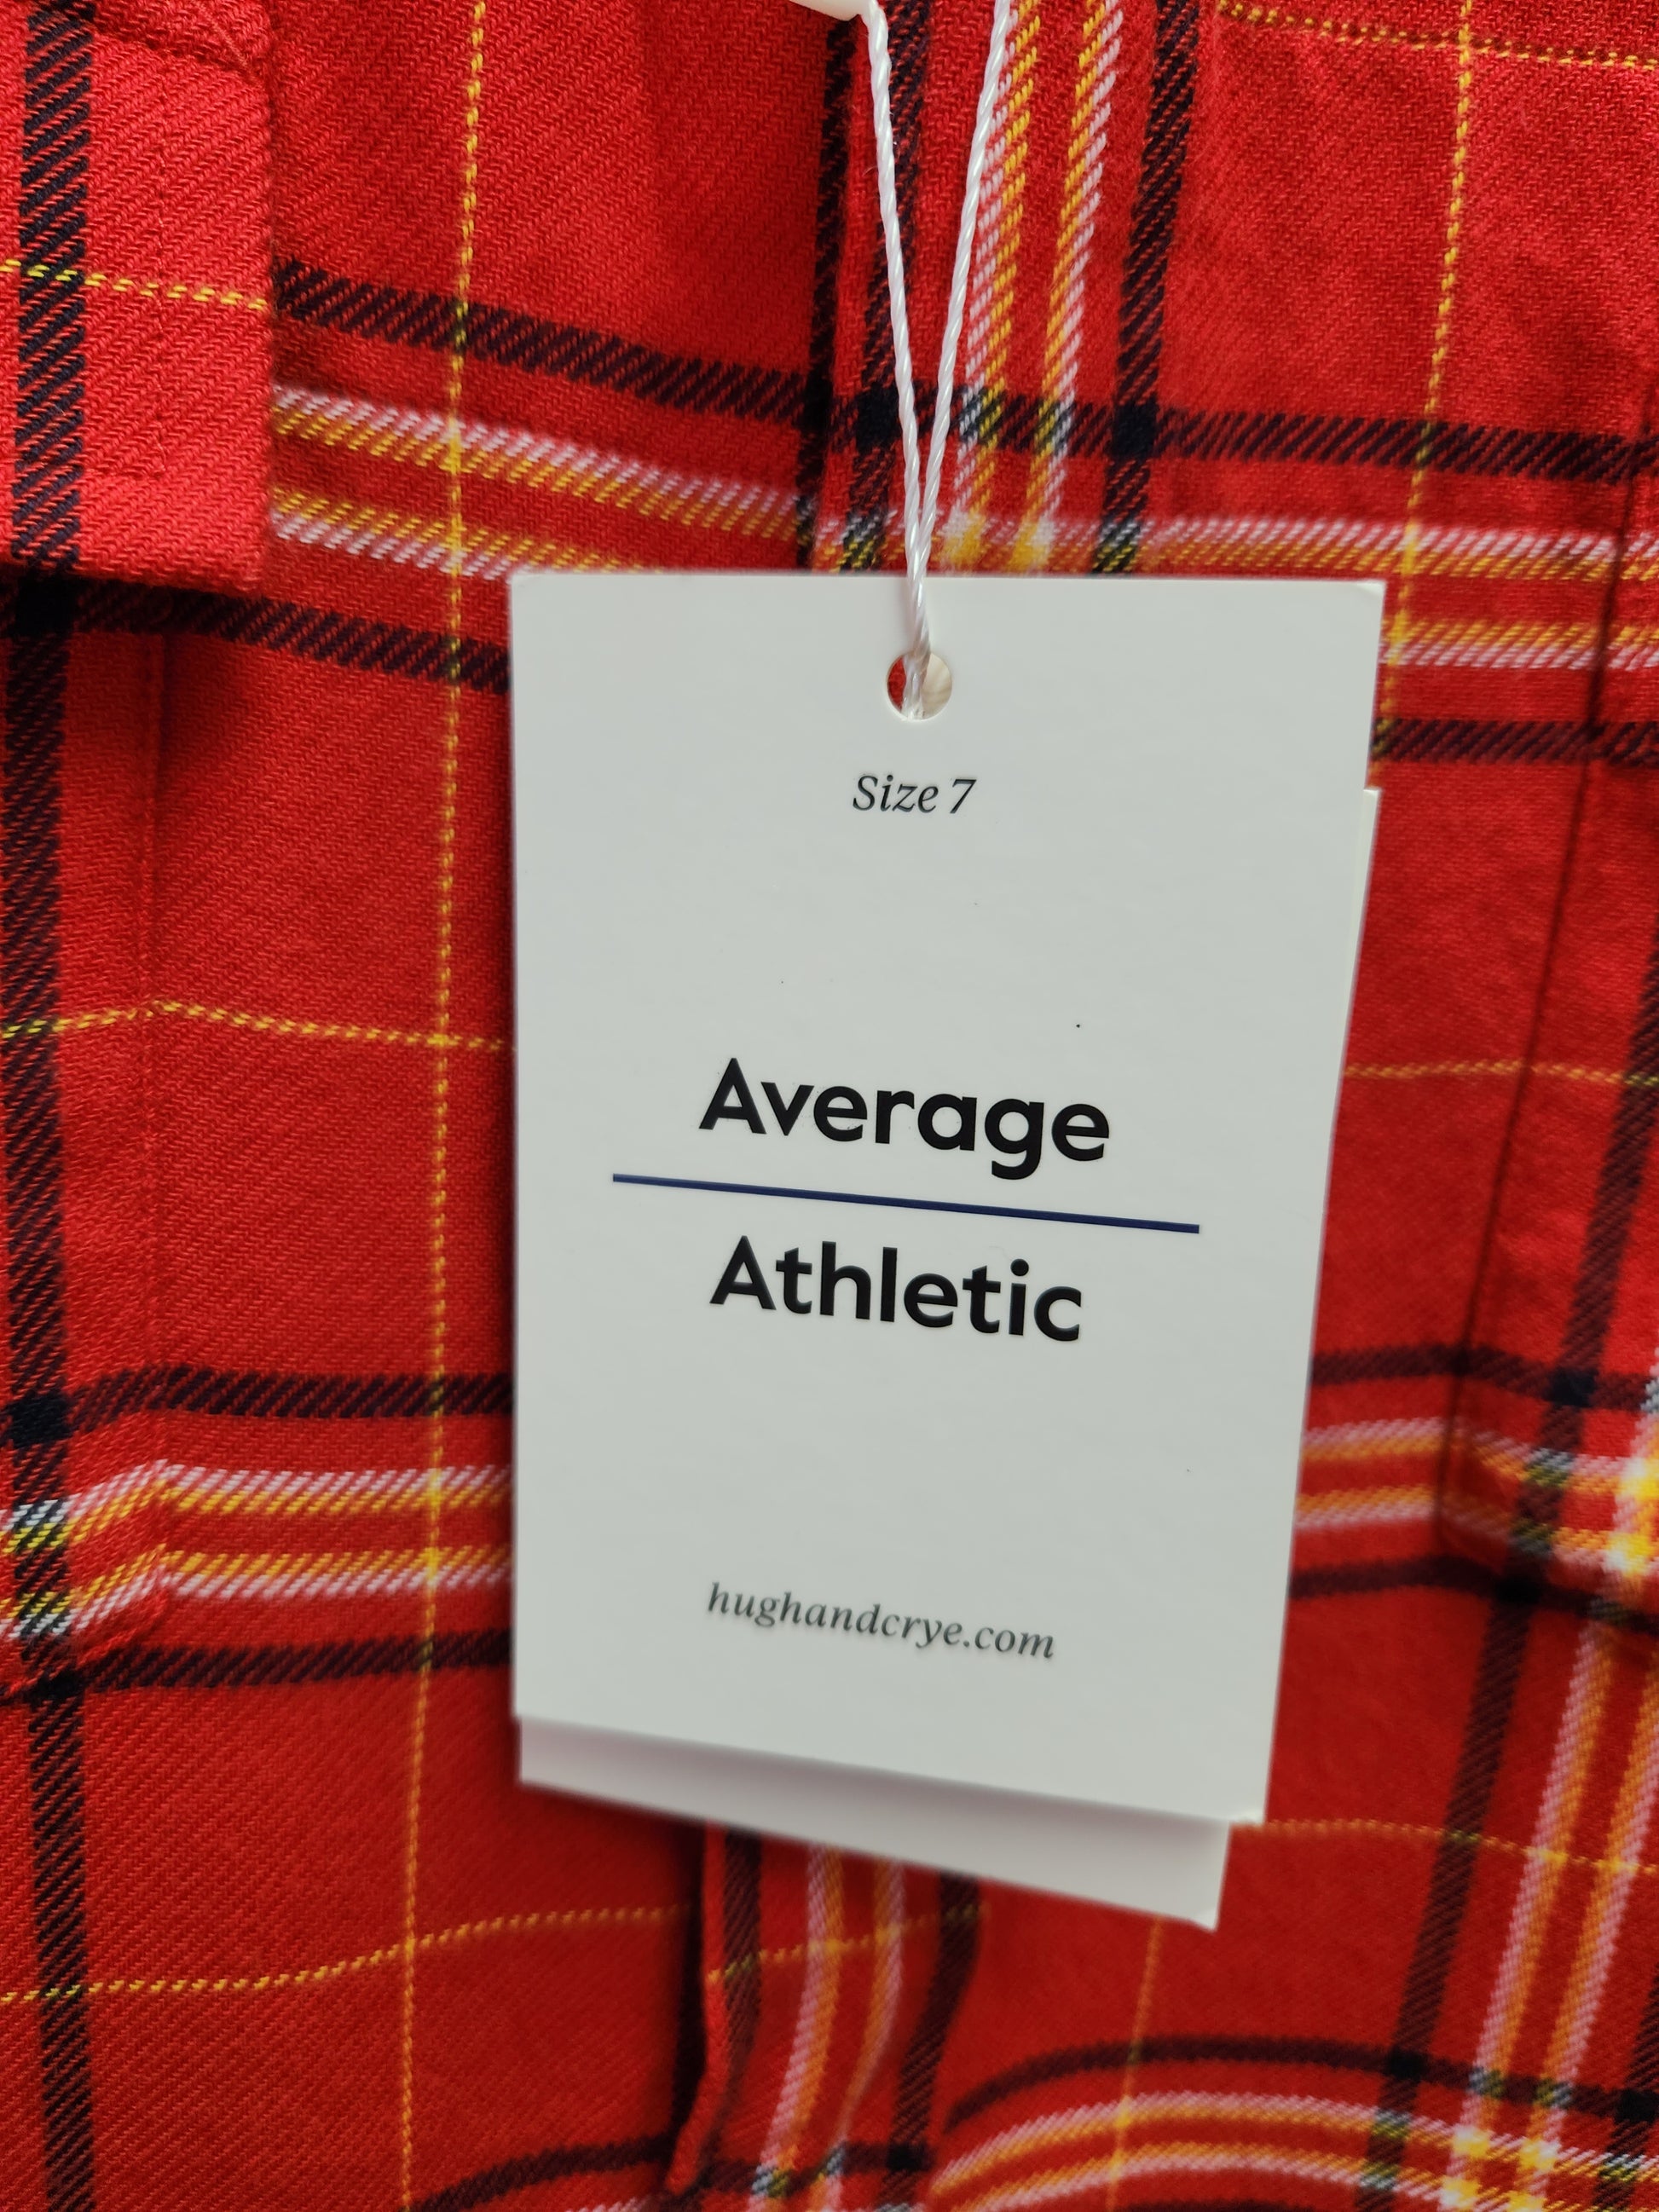 Size 7
Average
Athletic
hughandcrye.com